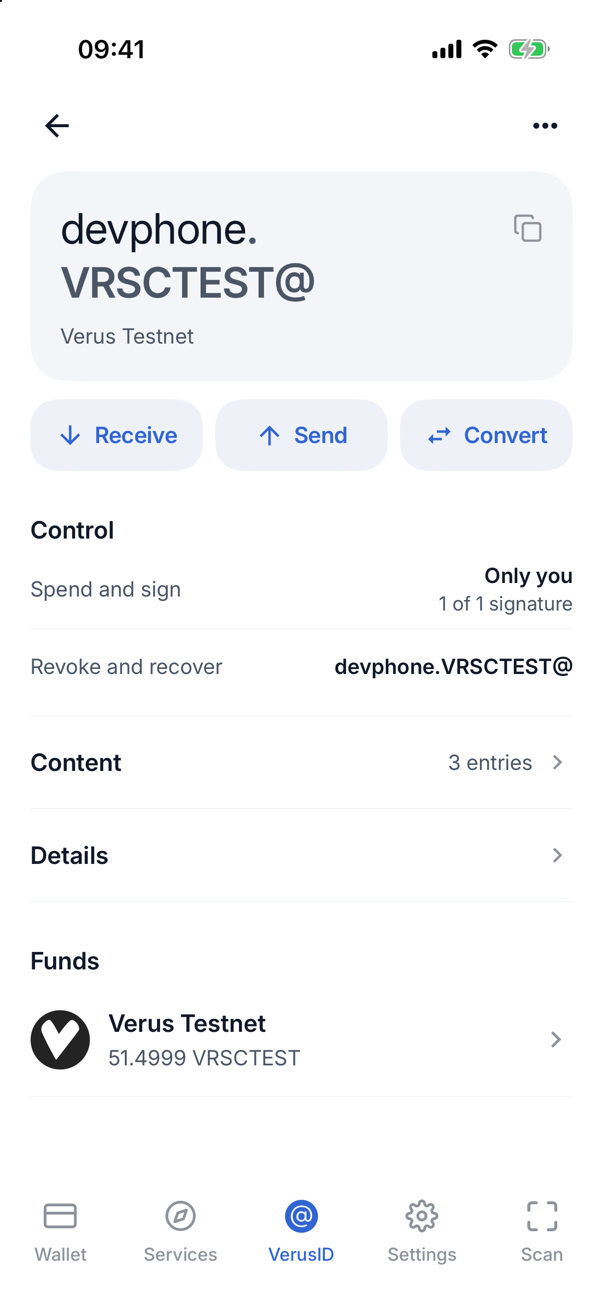 09:41
devphone.
VRSCTEST@
Verus Testnet
Receive
Send
Convert
Control
Spend and sign
Only you
1 of 1 signature
Revoke and recover
devphone.VRSCTEST@
Content
3 entries
Details
Funds
Verus Testnet
51.4999 VRSCTEST
Wallet
Services
VerusID
Settings
Scan